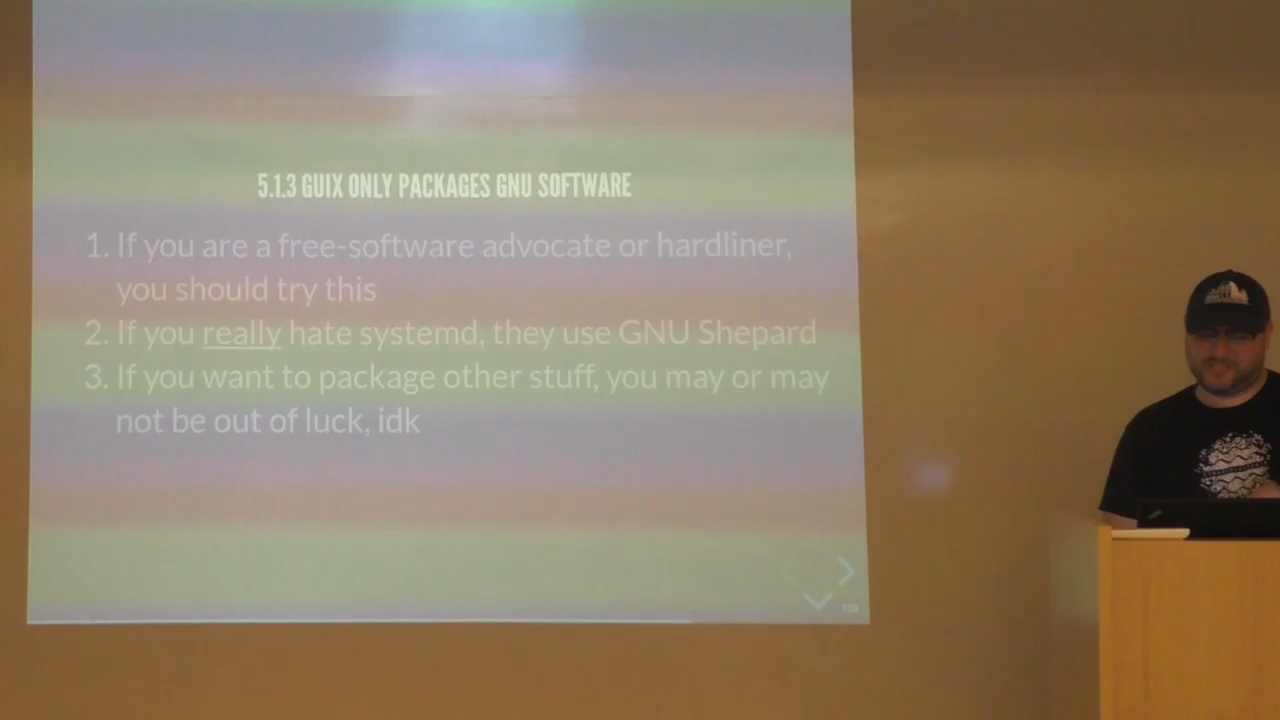 5.1.3 GUIX ONLY PACKAGES GNU SOFTWARE
1. If you are a free-software advocate or hardliner,
you should try this
2. If you really hate systemd, they use GNU Shepard
3. If you want to package other stuff, you may or may
not be out of luck, idk
139